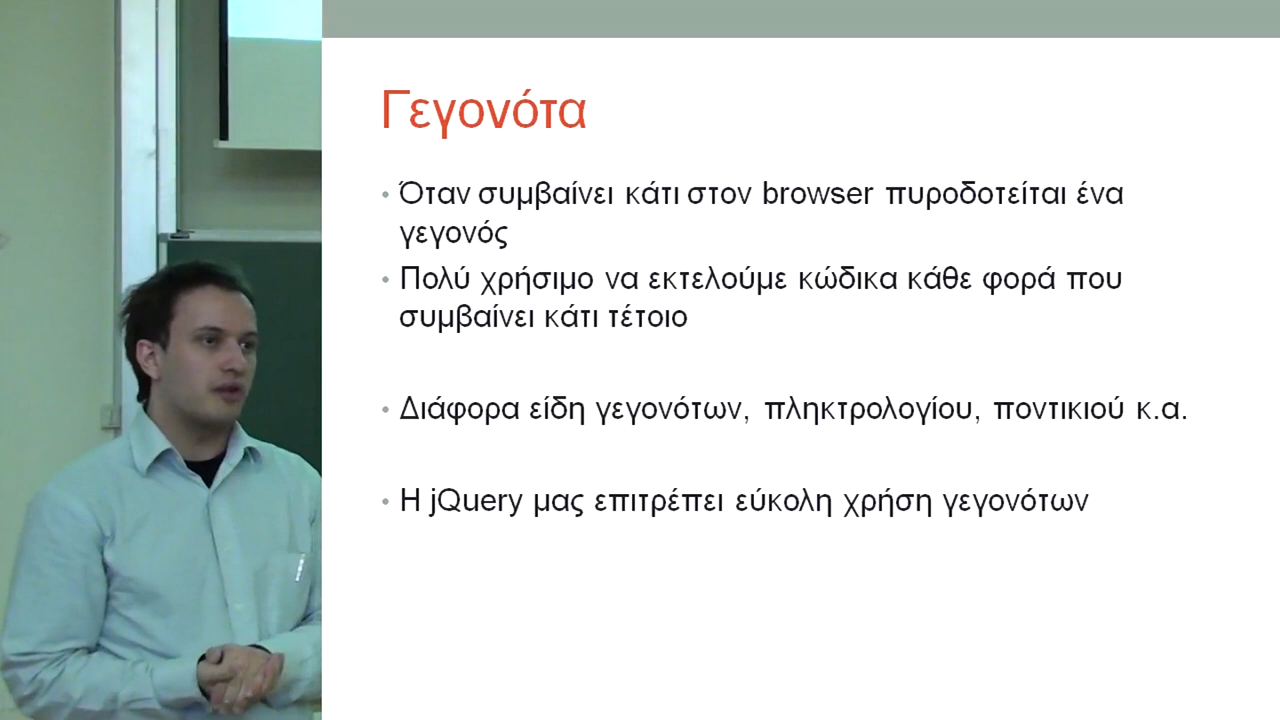 Γεγονότα
• Όταν συμβαίνει κάτι στον browser πυροδοτείται ένα
γεγονός
• Πολύ χρήσιμο να εκτελούμε κώδικα κάθε φορά που
συμβαίνει κάτι τέτοιο
• Διάφορα είδη γεγονότων, πληκτρολογίου, ποντικιού κ.α.
• Η jQuery μας επιτρέπει εύκολη χρήση γεγονότων